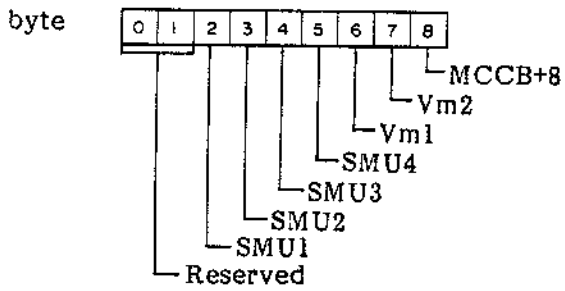 byte 0 1 2 3 4 5 6 7 8
MCCB+8
Vm2
Vm1
SMU4
SMU3
SMU2
SMU1
Reserved